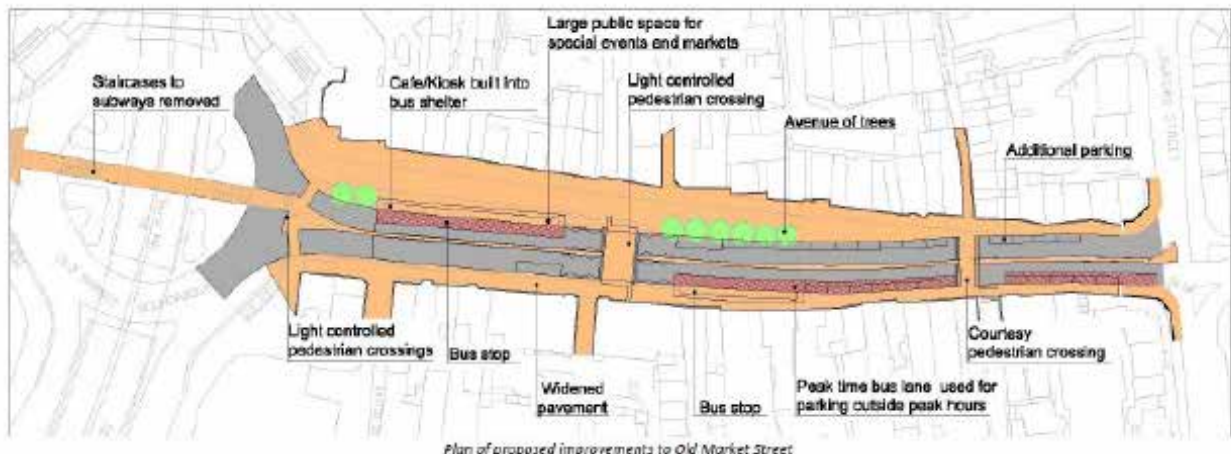 Large public space for
special events and markets
Staircases to
subways removed
Cafe/Kiosk built into
bus shelter
Light controlled
pedestrian crossing
Avenue of trees
Additional parking
Light controlled
pedestrian crossings
Bus stop
Widened
pavement
Bus stop
Peak time bus lane used for
parking outside peak hours
Courtesy
pedestrian crossing
Plan of proposed improvements to Old Market Street